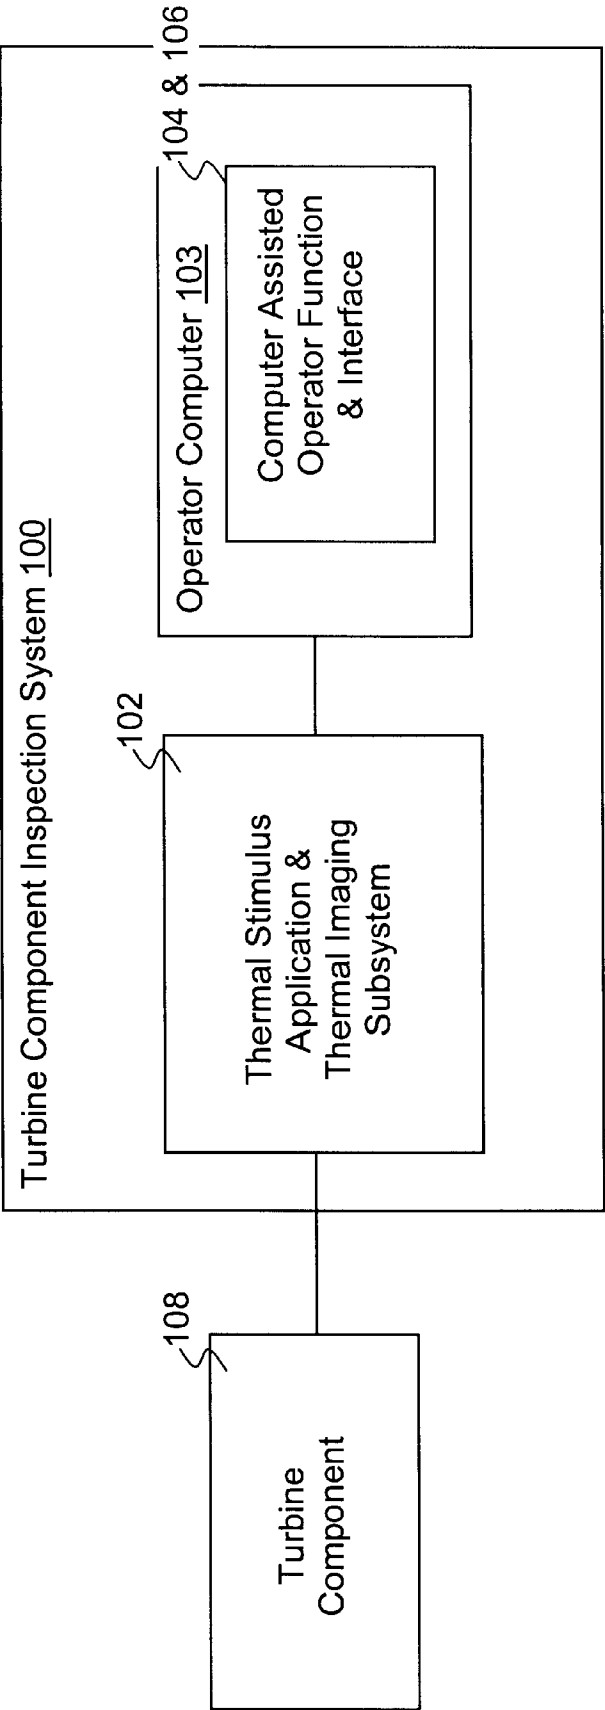 Turbine Component Inspection System 100
108
Turbine
Component
102
Thermal Stimulus
Application &
Thermal Imaging
Subsystem
Operator Computer 103
104 & 106
Computer Assisted
Operator Function
& Interface